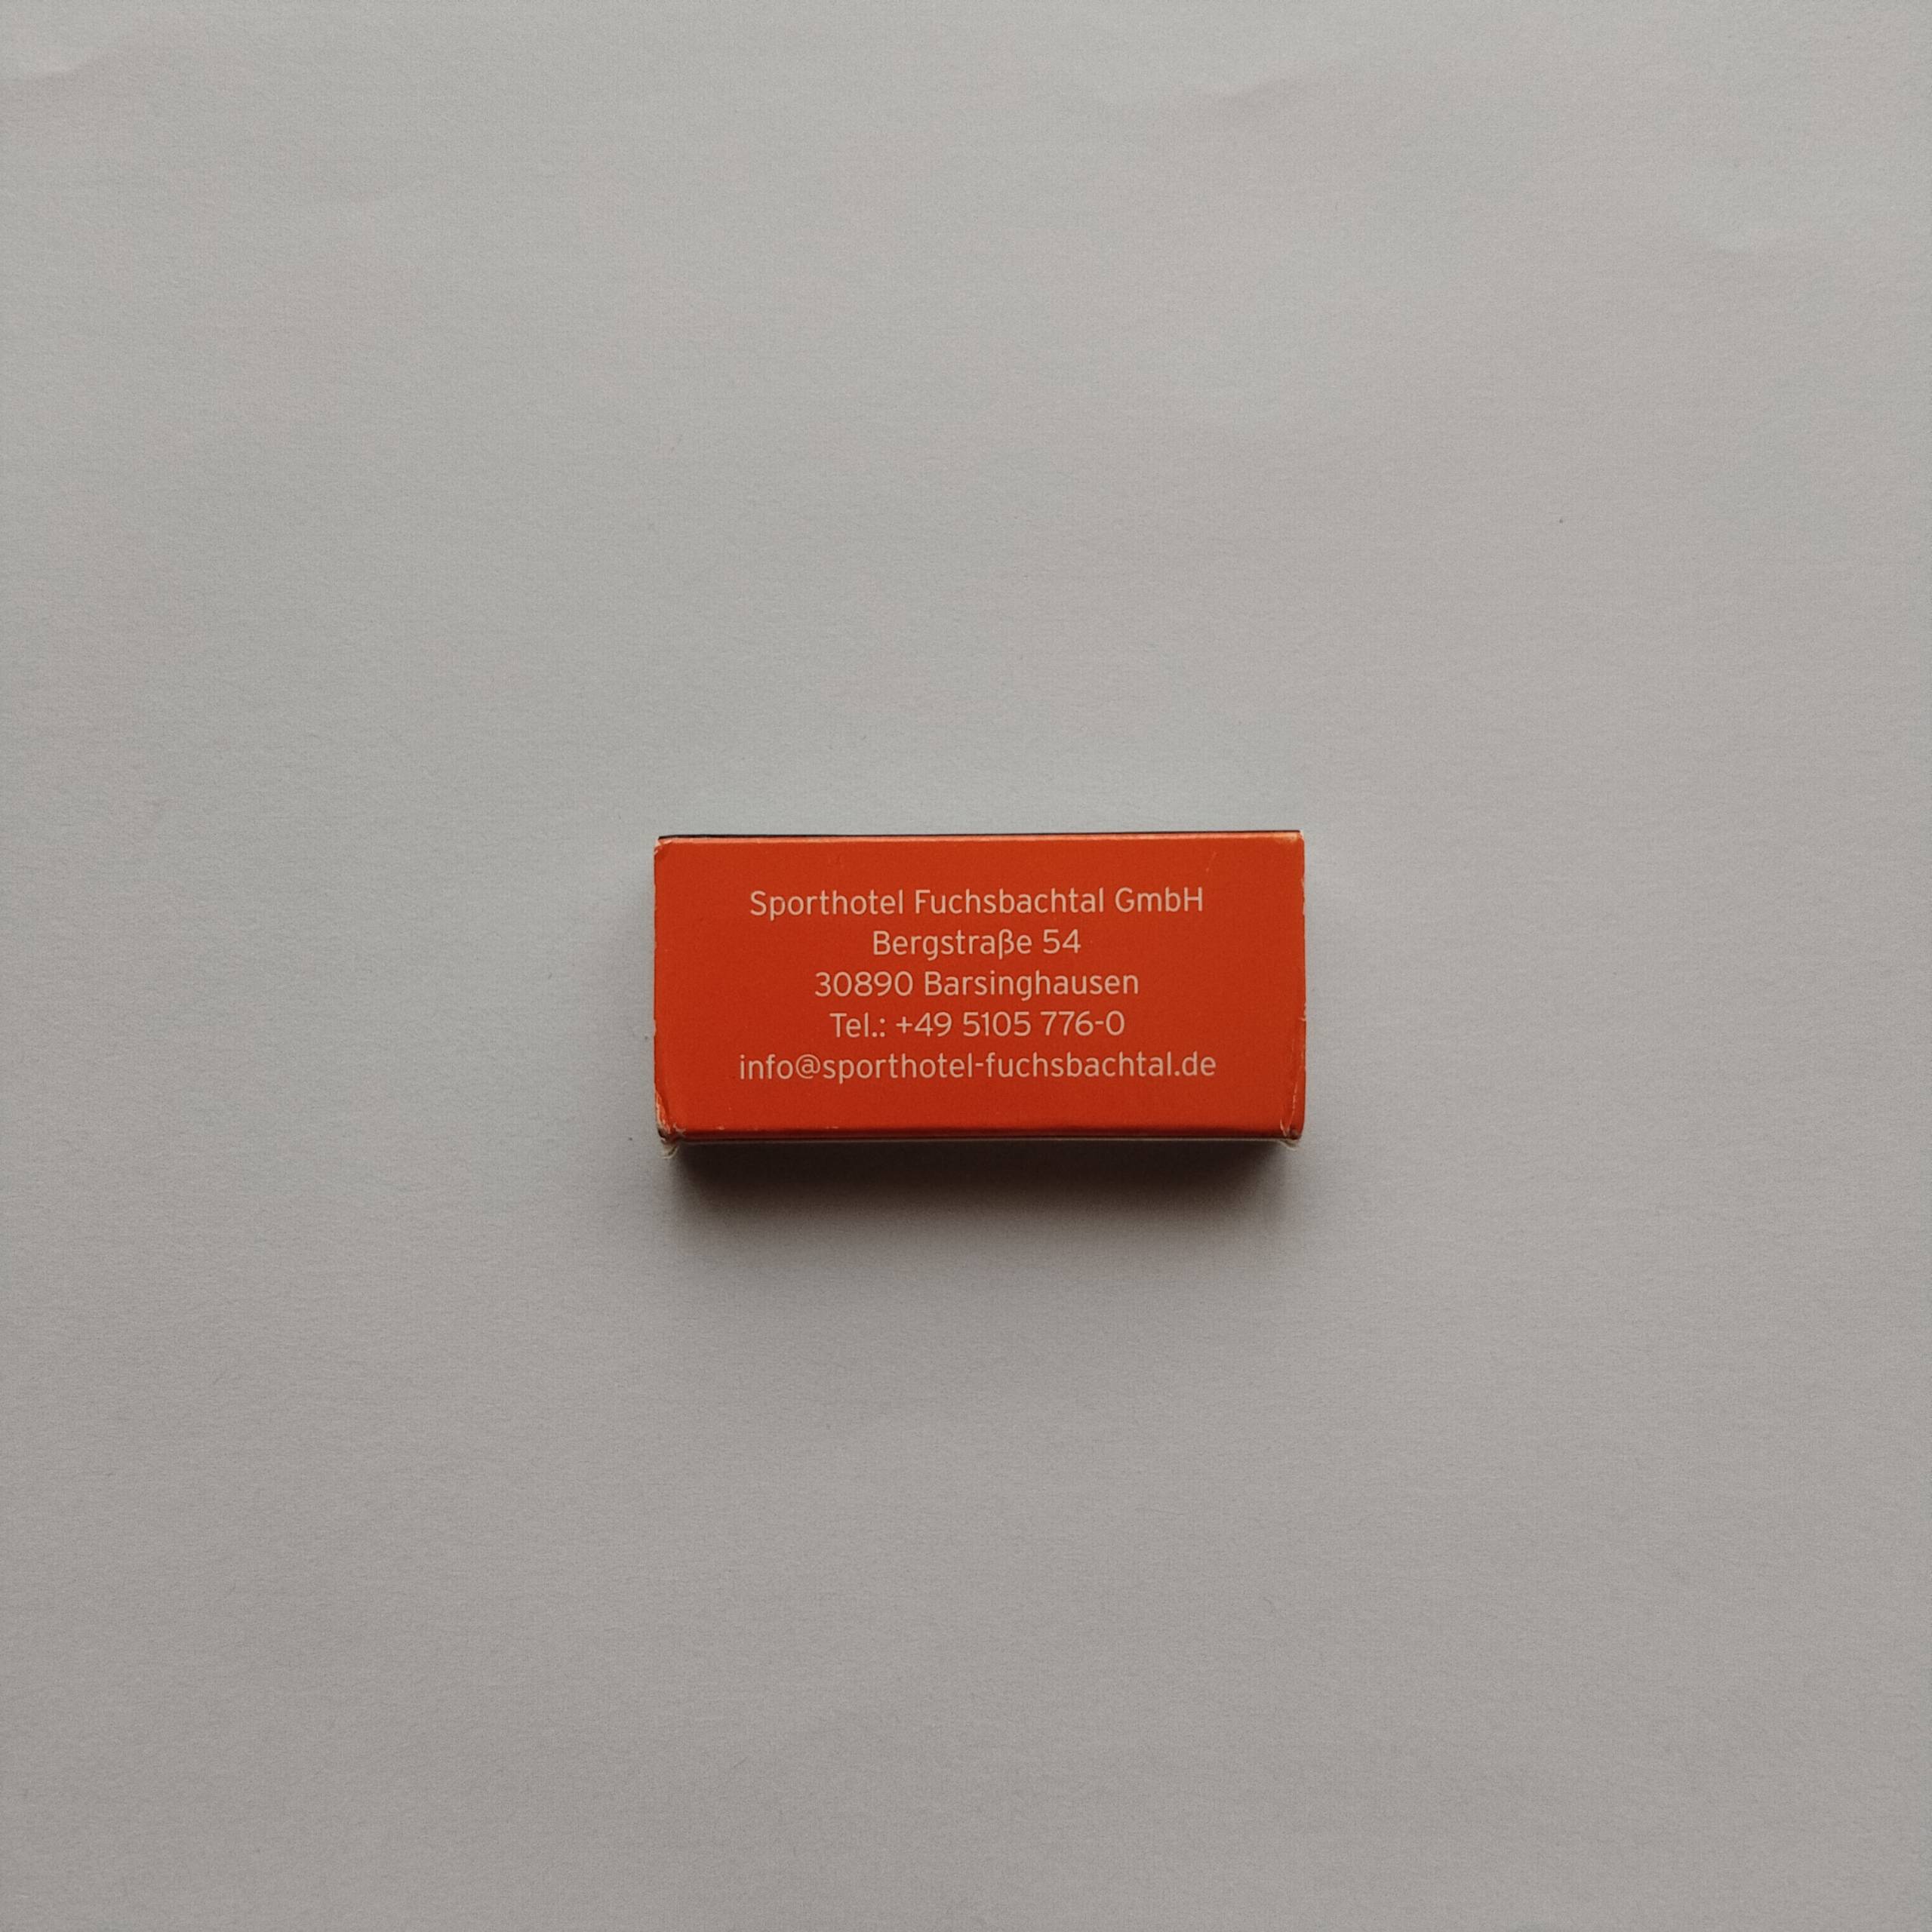 Sporthotel Fuchsbachtal GmbH
Bergstraße 54
30890 Barsinghausen
Tel.: +49 5105 776-0
info@sporthotel-fuchsbachtal.de